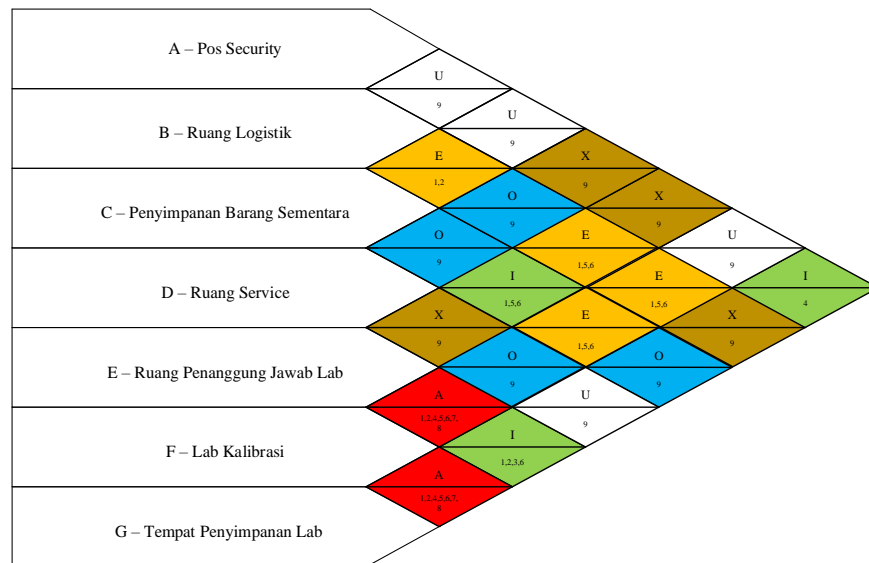 A – Pos Security
U
9
B – Ruang Logistik
U
9
E
1,2
X
9
C – Penyimpanan Barang Sementara
O
9
X
9
O
9
E
1,5,6
U
9
D – Ruang Service
I
1,5,6
E
1,5,6
I
4
X
9
E
1,5,6
X
9
E – Ruang Penanggung Jawab Lab
O
9
O
9
A
1,2,4,5,6,7,
8
U
9
F – Lab Kalibrasi
I
1,2,3,6
A
1,2,4,5,6,7,
8
G – Tempat Penyimpanan Lab